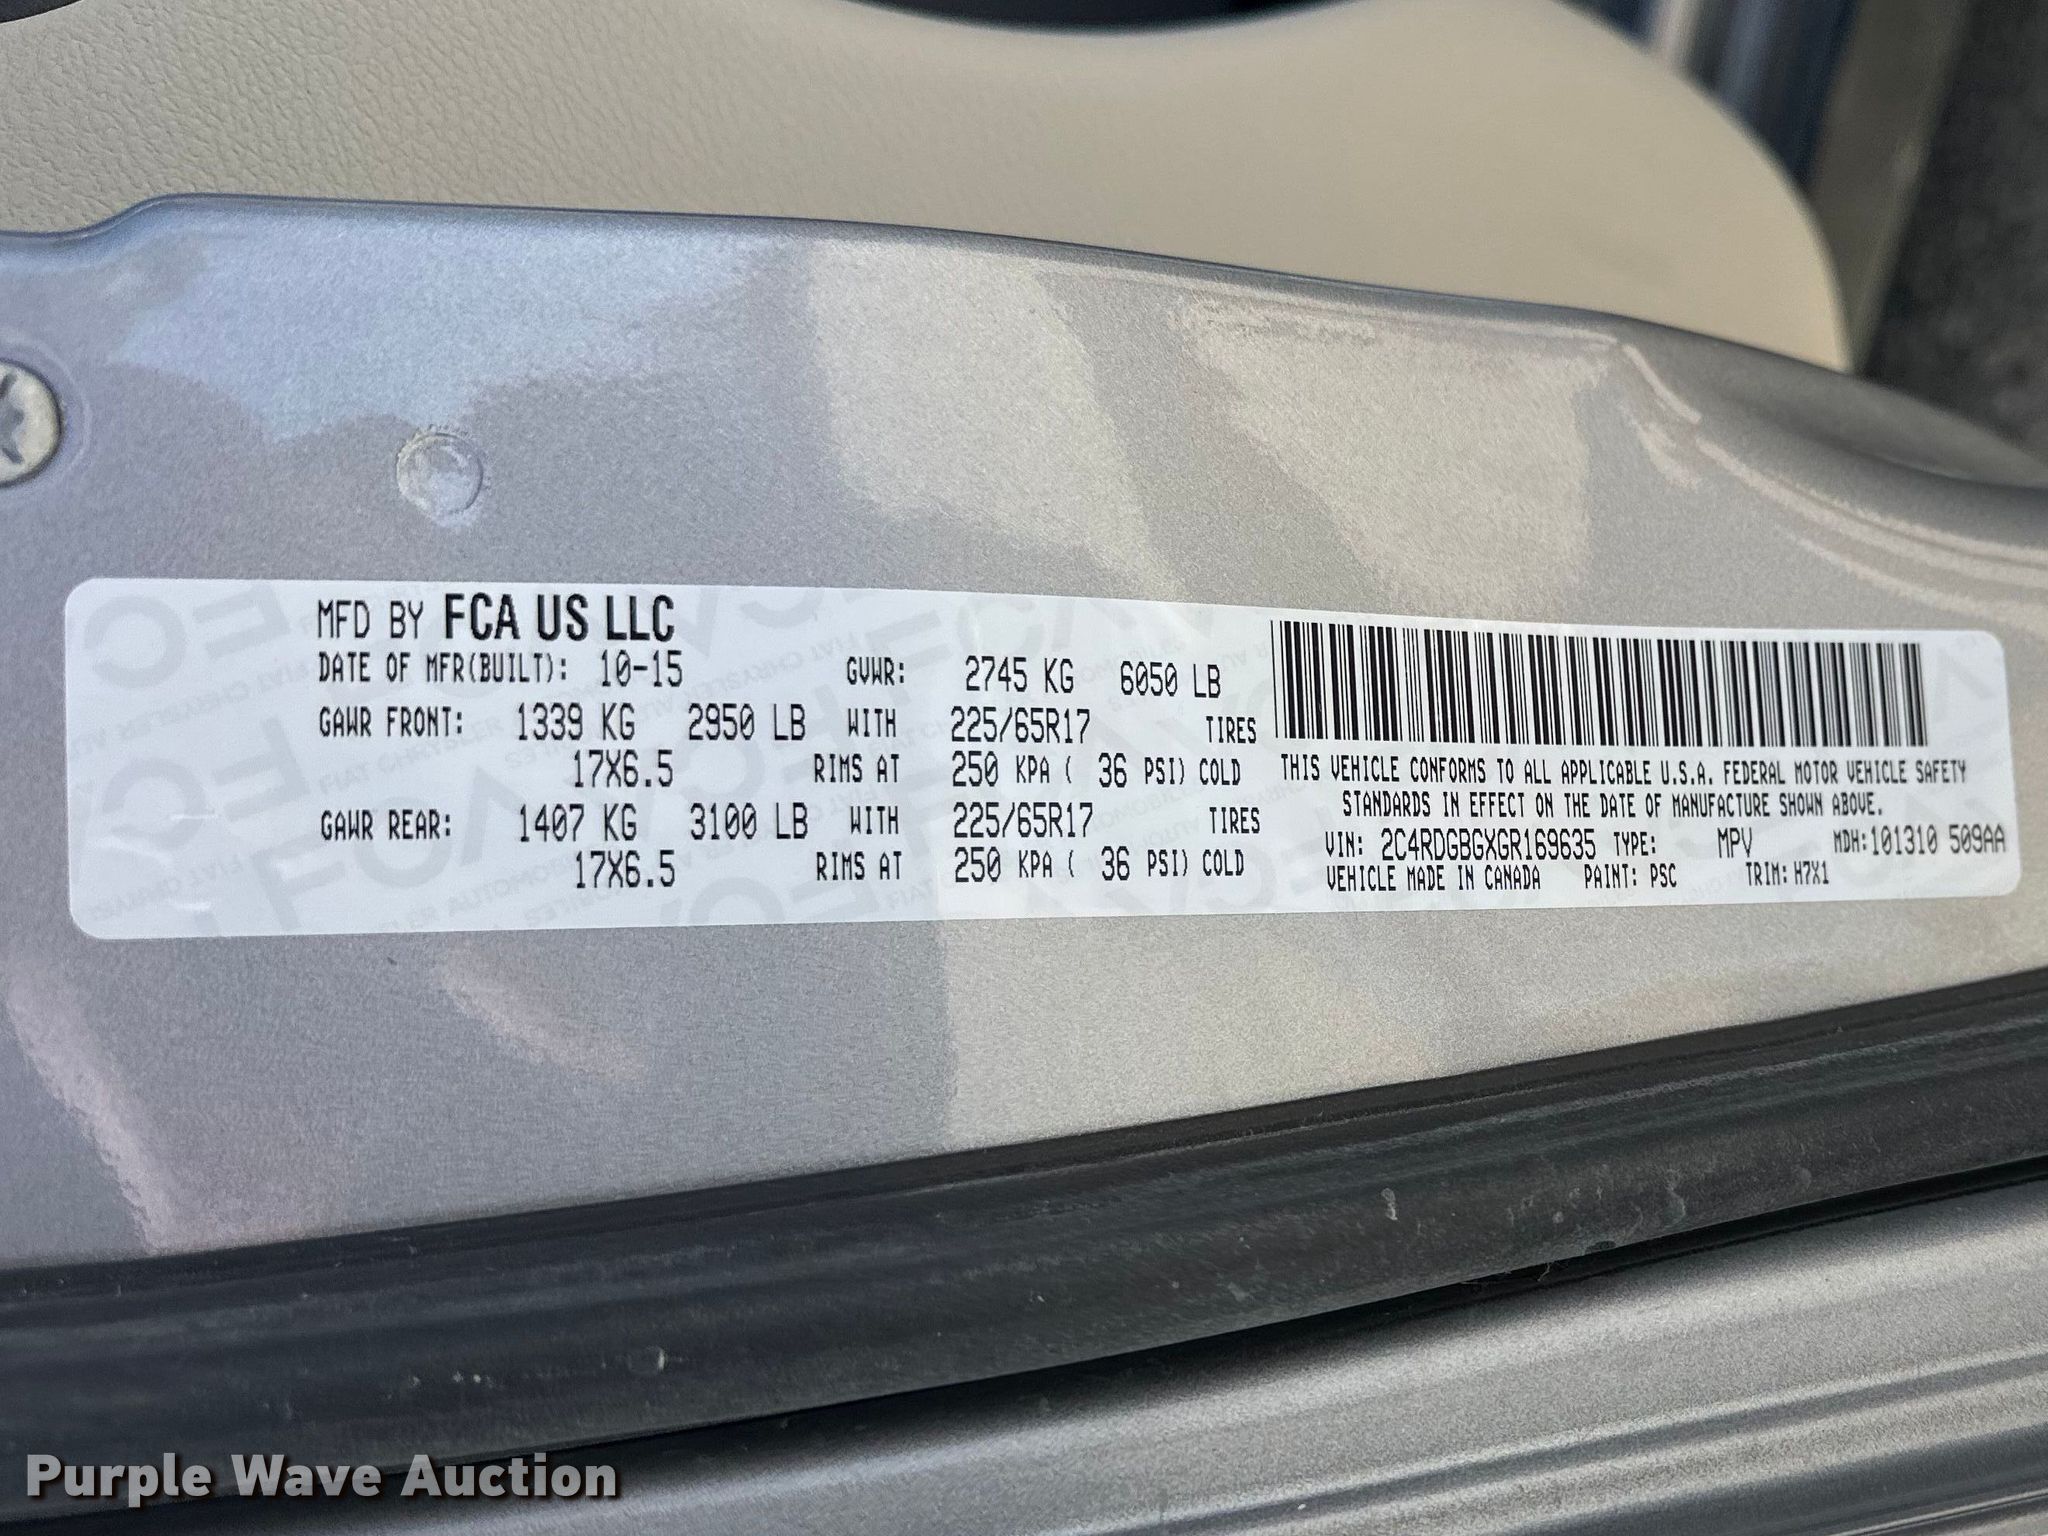 MFD BY FCA US LLC
DATE OF MFR(BUILT): 10-15 GVWR: 2745 KG 6050 LB
GAWR FRONT: 1339 KG 2950 LB WITH 225/65R17 TIRES
17X6.5 RIMS AT 250 KPA ( 36 PSI) COLD
GAWR REAR: 1407 KG 3100 LB WITH 225/65R17 TIRES
17X6.5 RIMS AT 250 KPA ( 36 PSI) COLD
THIS VEHICLE CONFORMS TO ALL APPLICABLE U.S.A. FEDERAL MOTOR VEHICLE SAFETY
STANDARDS IN EFFECT ON THE DATE OF MANUFACTURE SHOWN ABOVE.
VIN: 2C4RDGBGXGR169635 TYPE: MPV MDH:101310 509AA
VEHICLE MADE IN CANADA PAINT: PSC TRIM: H7X1
Purple Wave Auction